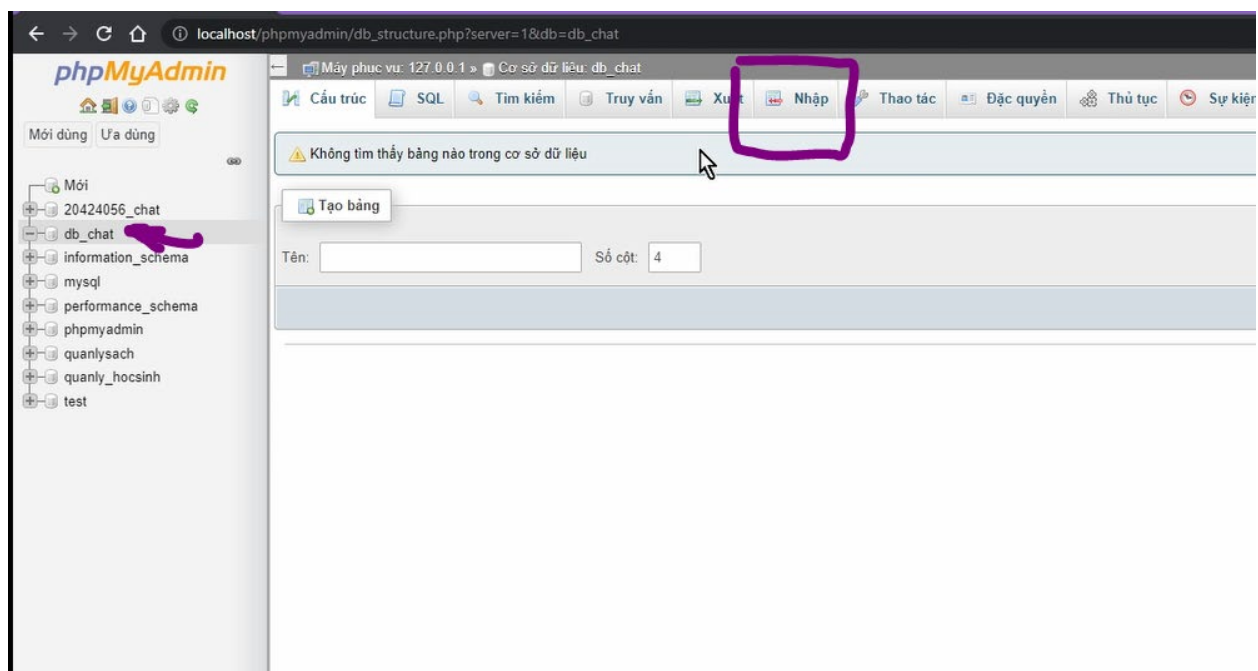 localhost/phpmyadmin/db_structure.php?server=1&db=db_chat
phpMyAdmin
Mới dùng Ưa dùng
Mới
20424056_chat
db_chat
information_schema
mysql
performance_schema
phpmyadmin
quanlysach
quanly_hocsinh
test
Máy phục vụ: 127.0.0.1 » Cơ sở dữ liệu: db_chat
Cấu trúc SQL Tìm kiếm Truy vấn Xuất Nhập Thao tác Đặc quyền Thủ tục Sự kiện
Không tìm thấy bảng nào trong cơ sở dữ liệu
Tạo bảng
Tên: Số cột: 4